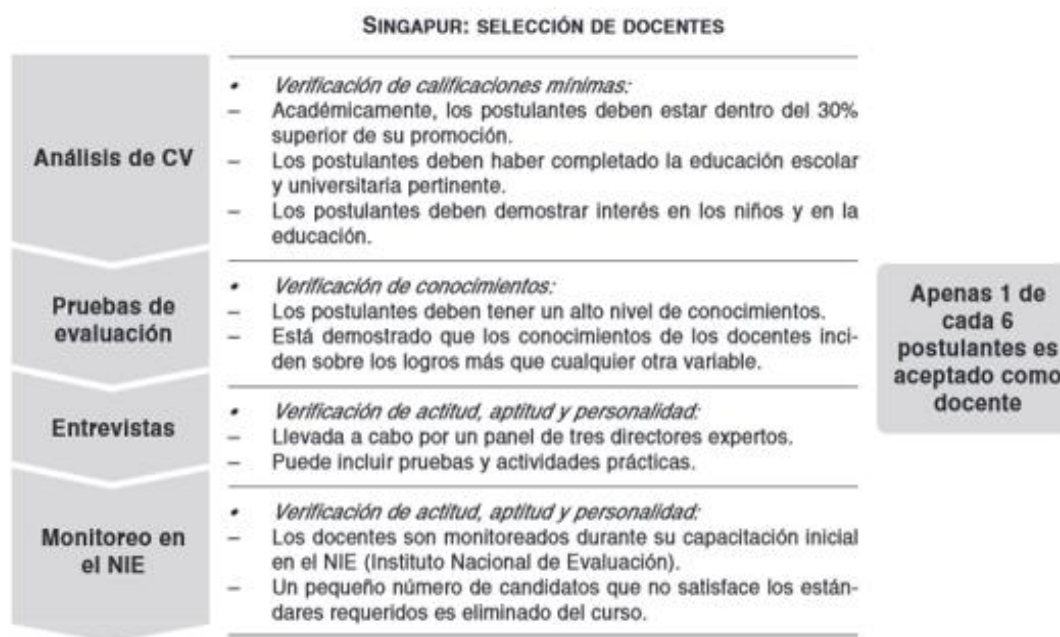 SINGAPUR: SELECCIÓN DE DOCENTES
Análisis de CV
• Verificación de calificaciones mínimas:
– Académicamente, los postulantes deben estar dentro del 30%
superior de su promoción.
– Los postulantes deben haber completado la educación escolar
y universitaria pertinente.
– Los postulantes deben demostrar interés en los niños y en la
educación.
Pruebas de
evaluación
• Verificación de conocimientos:
– Los postulantes deben tener un alto nivel de conocimientos.
– Está demostrado que los conocimientos de los docentes inci-
den sobre los logros más que cualquier otra variable.
Entrevistas
• Verificación de actitud, aptitud y personalidad:
– Llevada a cabo por un panel de tres directores expertos.
– Puede incluir pruebas y actividades prácticas.
Monitoreo en
el NIE
• Verificación de actitud, aptitud y personalidad:
– Los docentes son monitoreados durante su capacitación inicial
en el NIE (Instituto Nacional de Evaluación).
– Un pequeño número de candidatos que no satisface los están-
dares requeridos es eliminado del curso.
Apenas 1 de
cada 6
postulantes es
aceptado como
docente